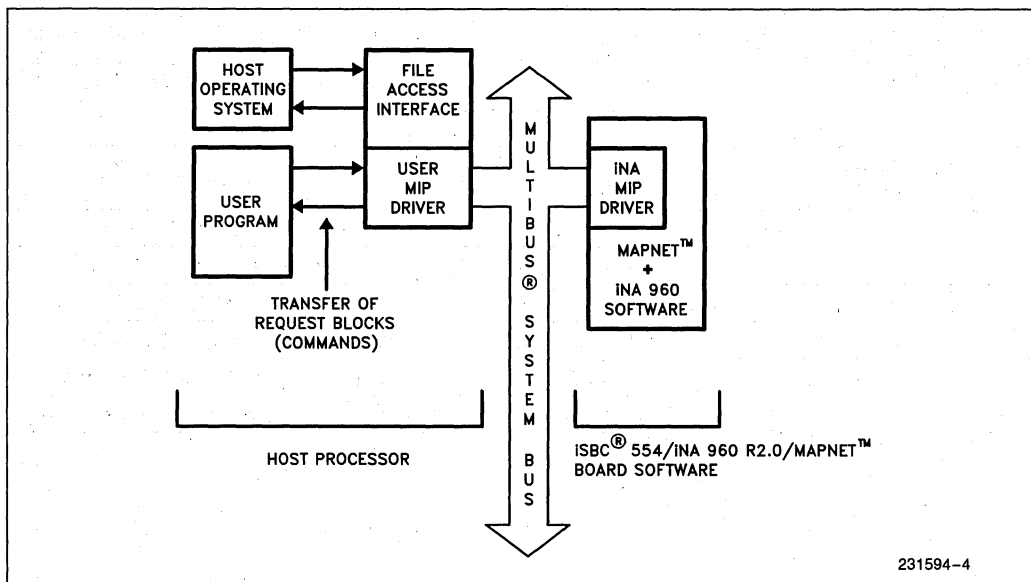 HOST
OPERATING
SYSTEM
FILE
ACCESS
INTERFACE
USER
PROGRAM
USER
MIP
DRIVER
TRANSFER OF
REQUEST BLOCKS
(COMMANDS)
HOST PROCESSOR
MULTIBUS® SYSTEM BUS
iNA
MIP
DRIVER
MAPNET™
+
iNA 960
SOFTWARE
iSBC® 554/iNA 960 R2.0/MAPNET™
BOARD SOFTWARE
231594-4